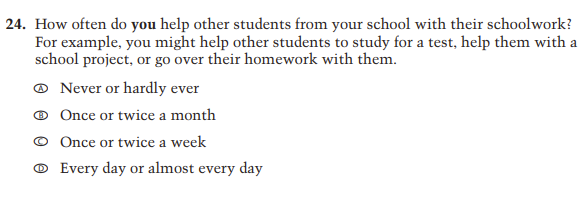 24. How often do you help other students from your school with their schoolwork?
For example, you might help other students to study for a test, help them with a
school project, or go over their homework with them.
A Never or hardly ever
B Once or twice a month
C Once or twice a week
D Every day or almost every day